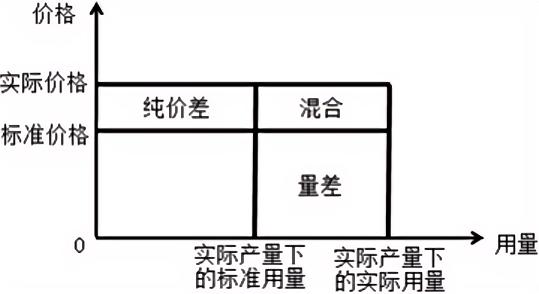 价格
实际价格
纯价差
混合
标准价格
量差
0
用量
实际产量下
的标准用量
实际产量下
的实际用量